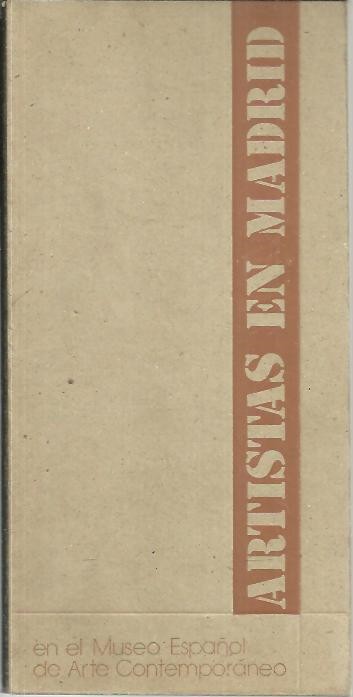 ARTISTAS EN MADRID
en el Museo Español
de Arte Contemporáneo